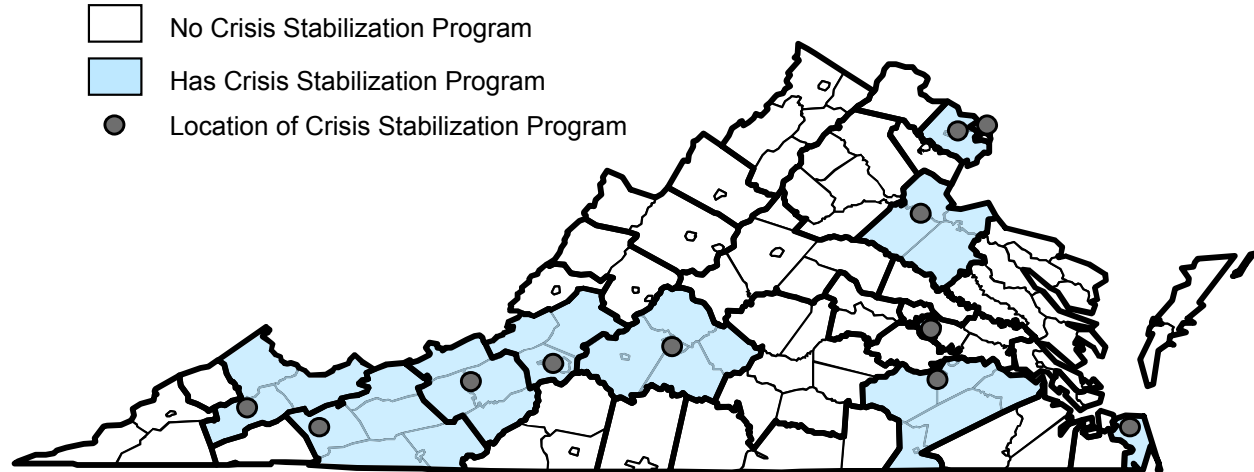 No Crisis Stabilization Program
Has Crisis Stabilization Program
Location of Crisis Stabilization Program